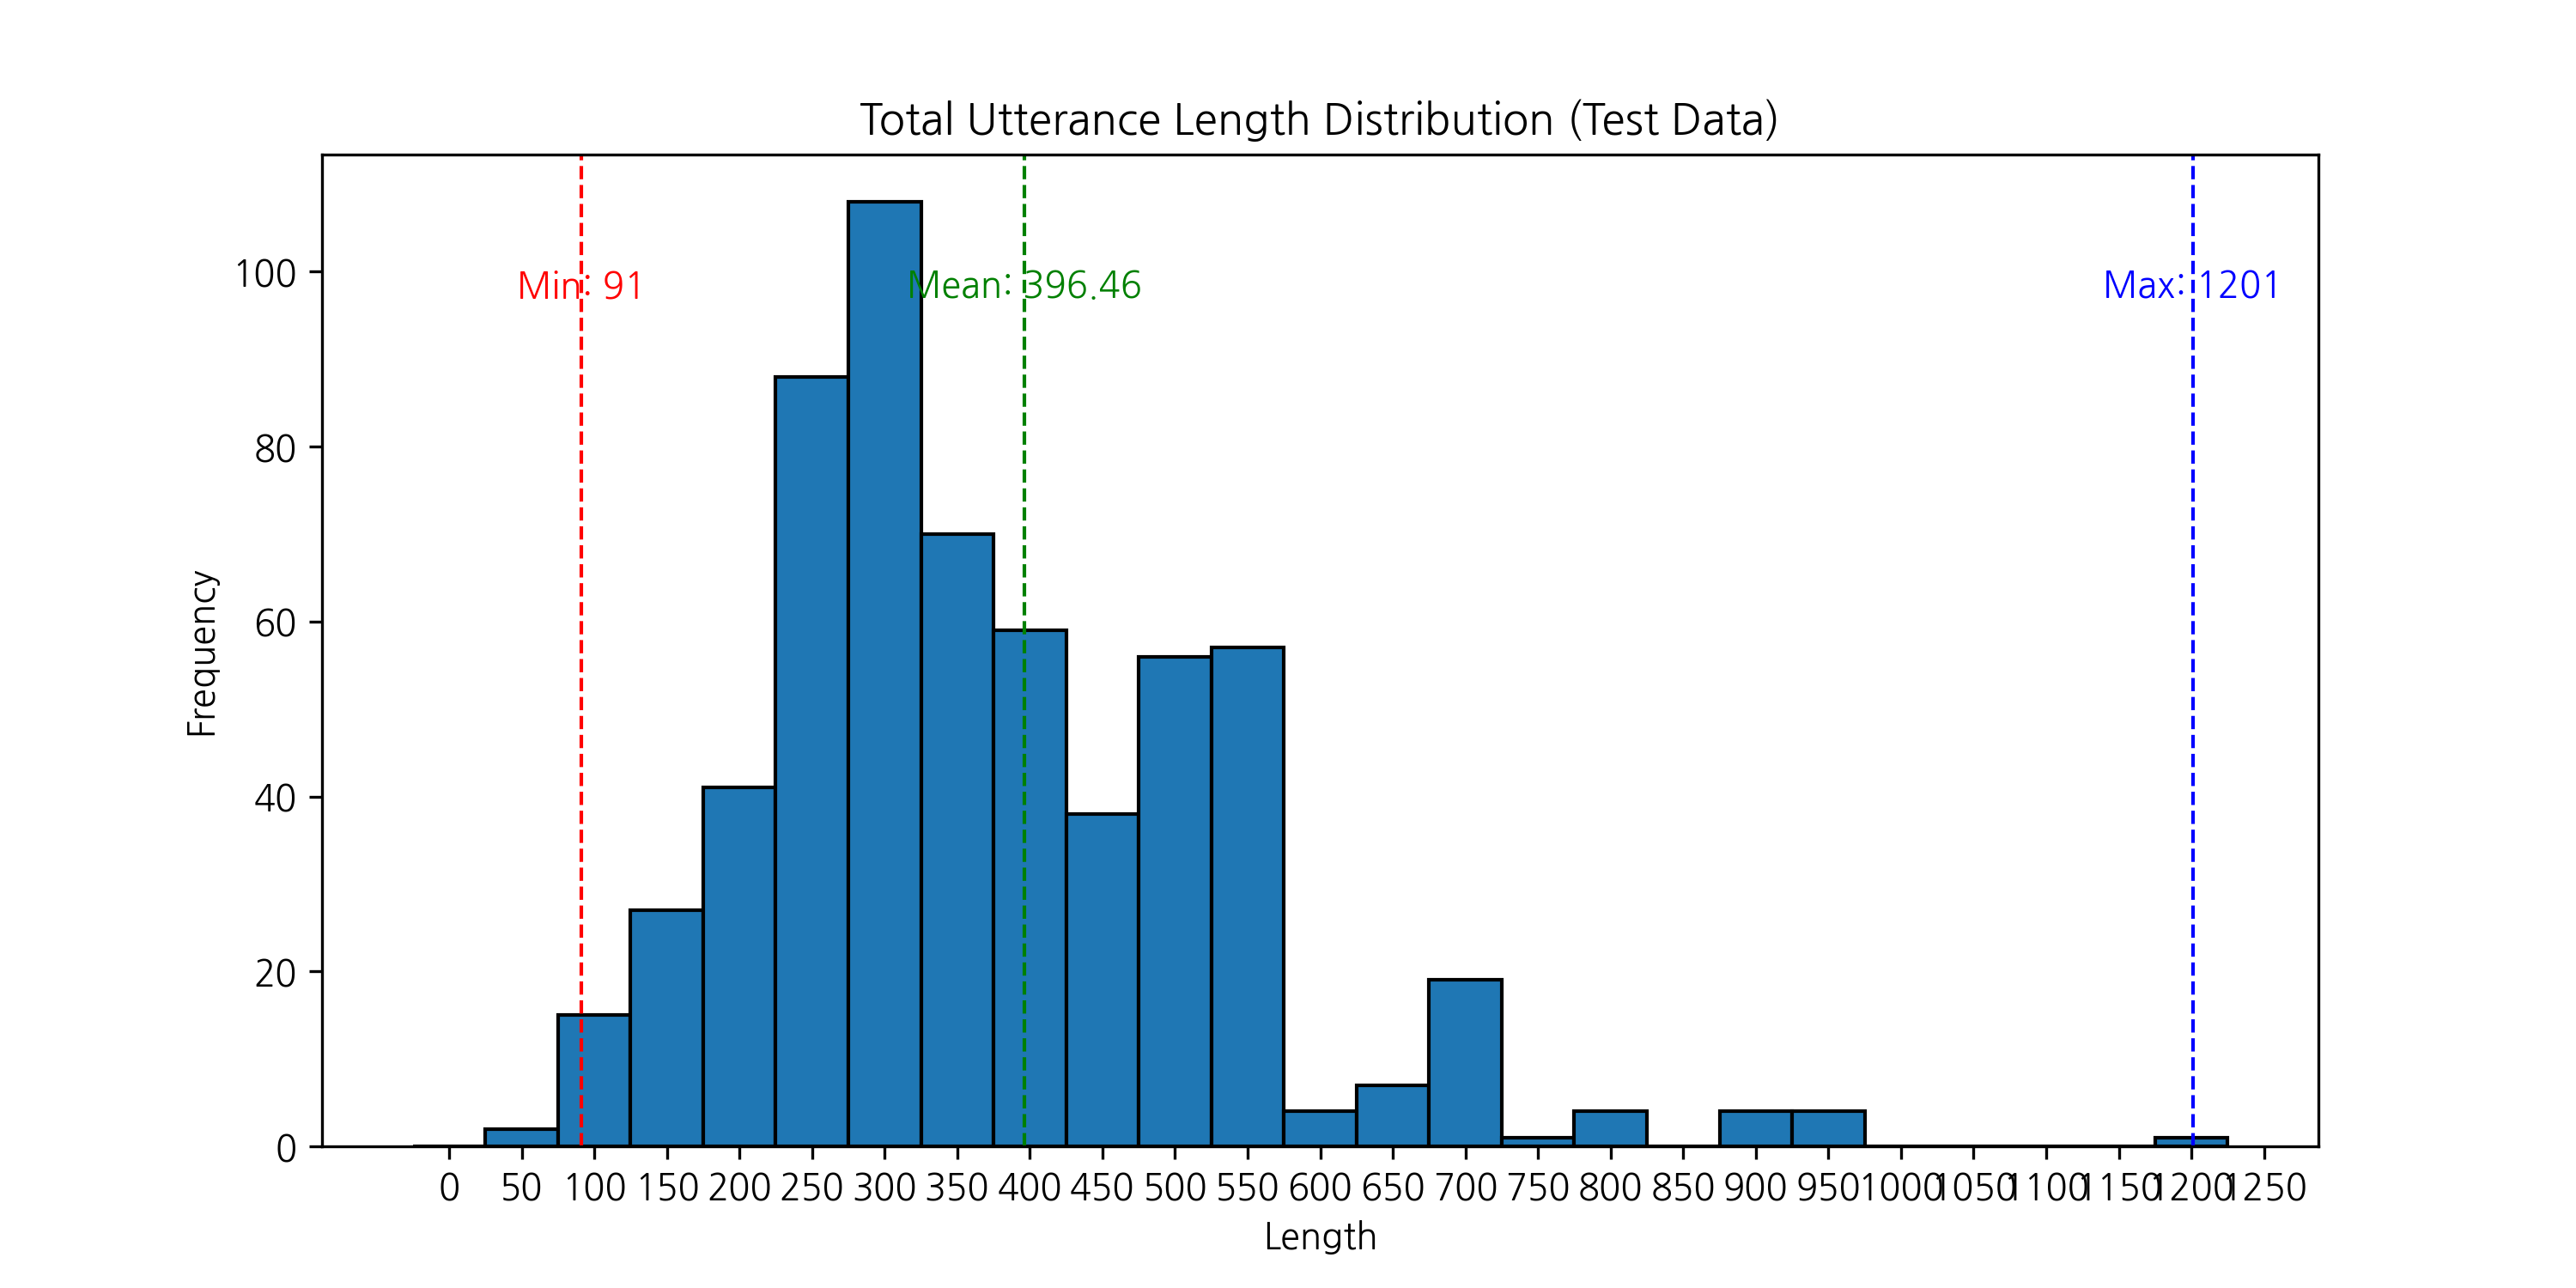 Total Utterance Length Distribution (Test Data)
Min: 91
Mean: 396.46
Max: 1201
100
80
60
40
20
0
Frequency
0 50 100 150 200 250 300 350 400 450 500 550 600 650 700 750 800 850 900 950 1000 1050 1100 1150 1200 1250
Length